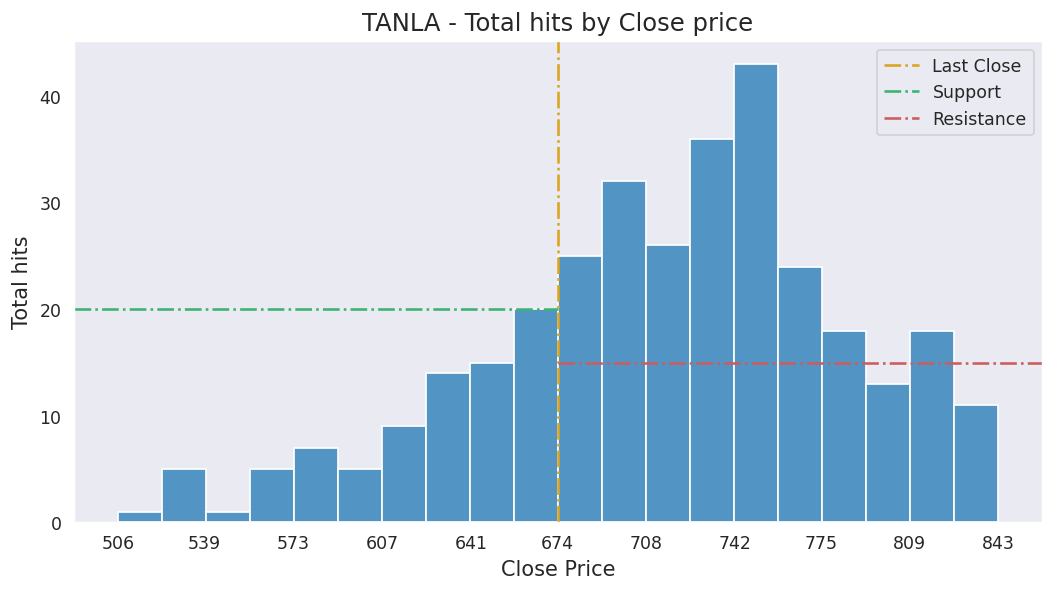 TANLA - Total hits by Close price
Last Close
Support
Resistance
Total hits
40
30
20
10
0
506 539 573 607 641 674 708 742 775 809 843
Close Price